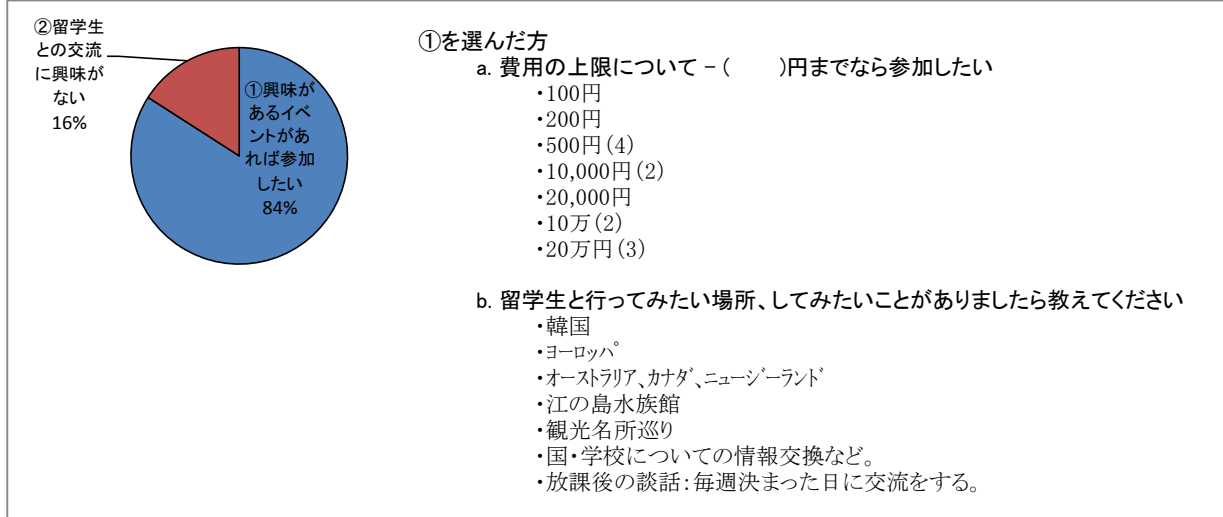 ②留学生
との交流
に興味が
ない
16%
①興味が
あるイベ
ントがあ
れば参加
したい
84%
①を選んだ方
a. 費用の上限について －(　　)円までなら参加したい
・100円
・200円
・500円(4)
・10,000円(2)
・20,000円
・10万(2)
・20万円(3)
b. 留学生と行ってみたい場所、してみたいことがありましたら教えてください
・韓国
・ﾖｰﾛｯﾊﾟ
・ｵｰｽﾄﾗﾘｱ、ｶﾅﾀﾞ、ﾆｭｰｼﾞｰﾗﾝﾄﾞ
・江の島水族館
・観光名所巡り
・国・学校についての情報交換など。
・放課後の談話：毎週決まった日に交流をする。